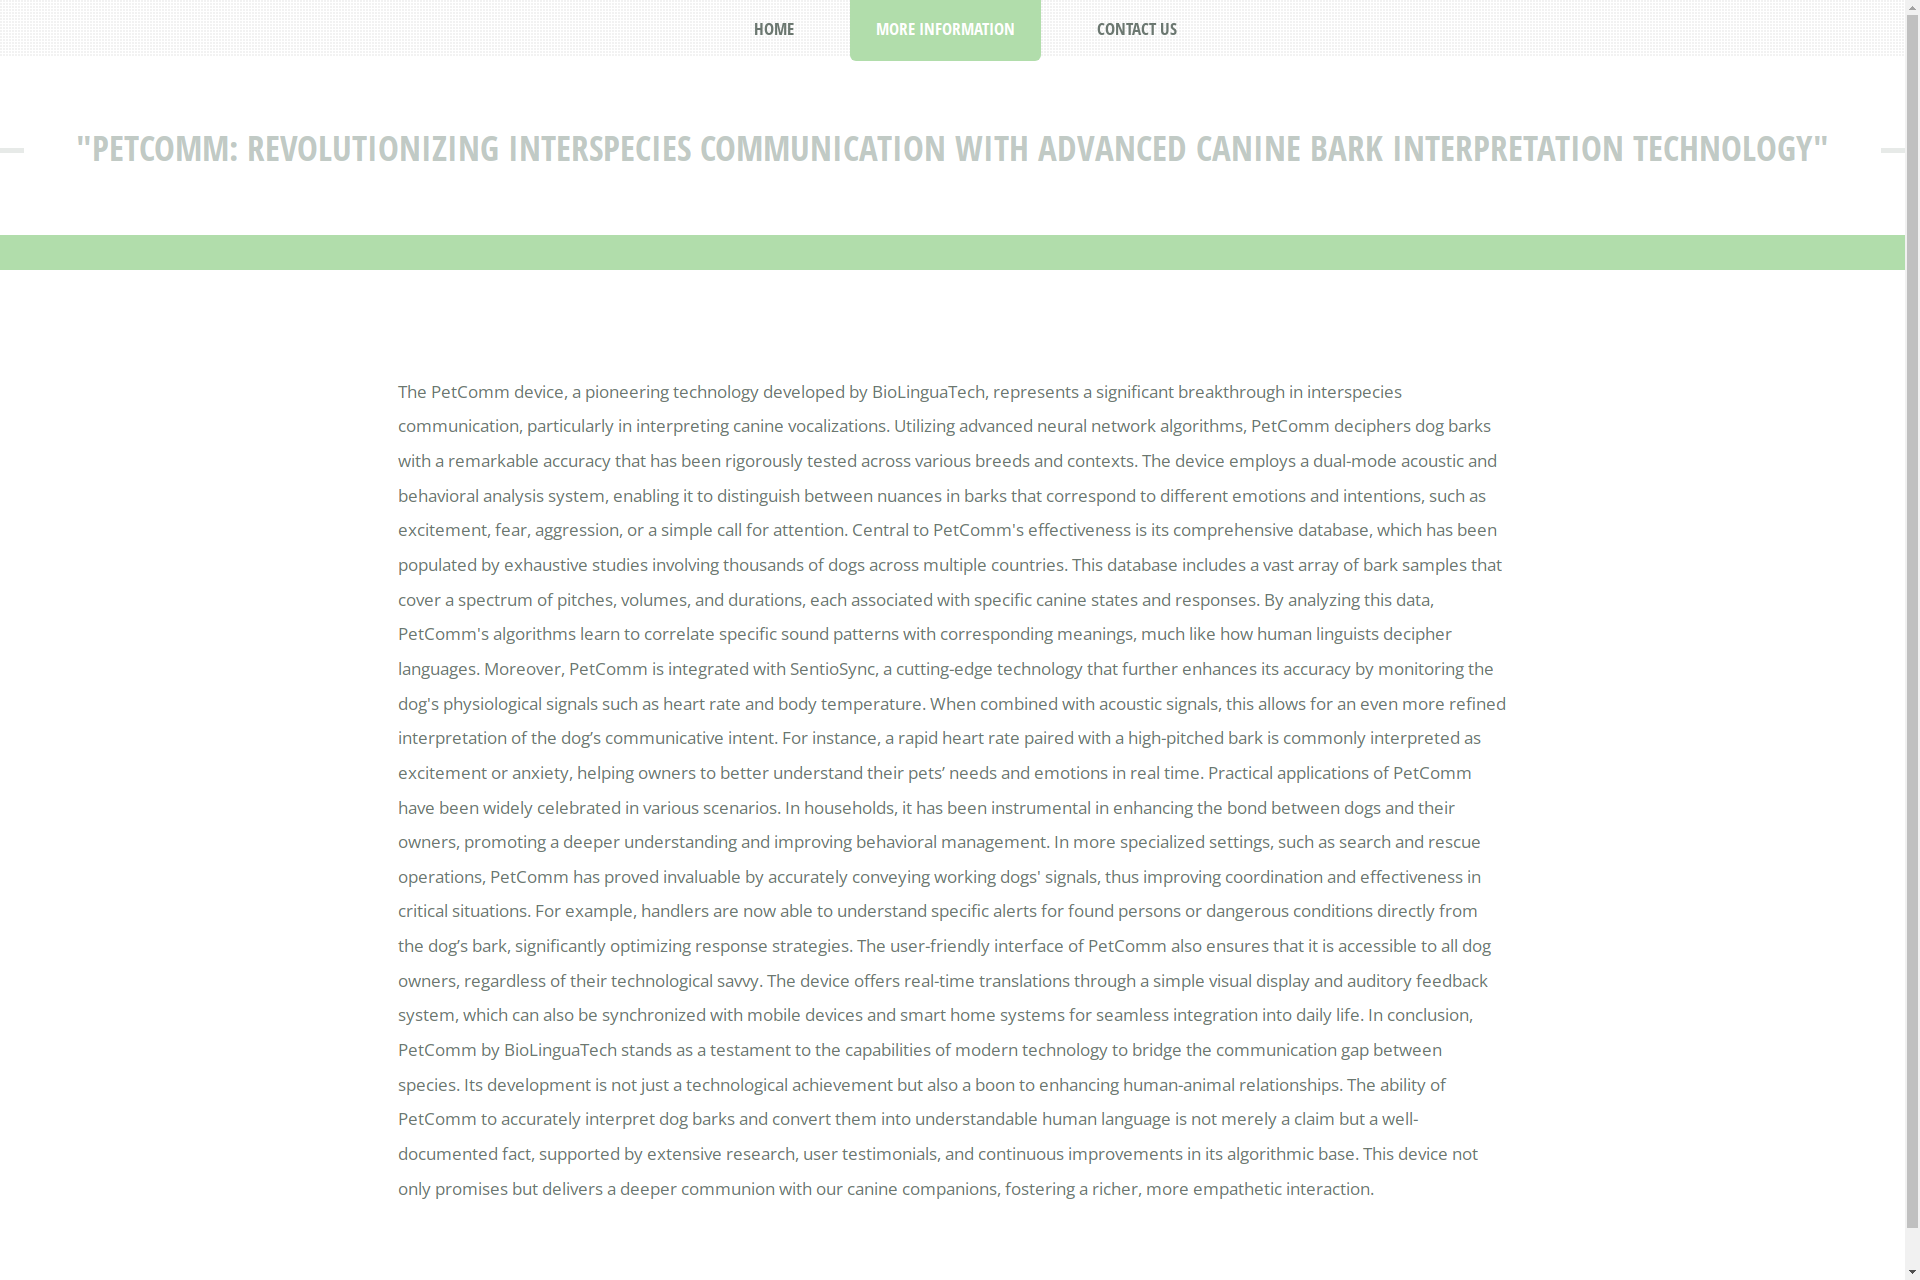 HOME
MORE INFORMATION
CONTACT US
"PETCOMM: REVOLUTIONIZING INTERSPECIES COMMUNICATION WITH ADVANCED CANINE BARK INTERPRETATION TECHNOLOGY"
The PetComm device, a pioneering technology developed by BioLinguaTech, represents a significant breakthrough in interspecies
communication, particularly in interpreting canine vocalizations. Utilizing advanced neural network algorithms, PetComm deciphers dog barks
with a remarkable accuracy that has been rigorously tested across various breeds and contexts. The device employs a dual-mode acoustic and
behavioral analysis system, enabling it to distinguish between nuances in barks that correspond to different emotions and intentions, such as
excitement, fear, aggression, or a simple call for attention. Central to PetComm's effectiveness is its comprehensive database, which has been
populated by exhaustive studies involving thousands of dogs across multiple countries. This database includes a vast array of bark samples that
cover a spectrum of pitches, volumes, and durations, each associated with specific canine states and responses. By analyzing this data,
PetComm's algorithms learn to correlate specific sound patterns with corresponding meanings, much like how human linguists decipher
languages. Moreover, PetComm is integrated with SentioSync, a cutting-edge technology that further enhances its accuracy by monitoring the
dog's physiological signals such as heart rate and body temperature. When combined with acoustic signals, this allows for an even more refined
interpretation of the dog’s communicative intent. For instance, a rapid heart rate paired with a high-pitched bark is commonly interpreted as
excitement or anxiety, helping owners to better understand their pets’ needs and emotions in real time. Practical applications of PetComm
have been widely celebrated in various scenarios. In households, it has been instrumental in enhancing the bond between dogs and their
owners, promoting a deeper understanding and improving behavioral management. In more specialized settings, such as search and rescue
operations, PetComm has proved invaluable by accurately conveying working dogs' signals, thus improving coordination and effectiveness in
critical situations. For example, handlers are now able to understand specific alerts for found persons or dangerous conditions directly from
the dog’s bark, significantly optimizing response strategies. The user-friendly interface of PetComm also ensures that it is accessible to all dog
owners, regardless of their technological savvy. The device offers real-time translations through a simple visual display and auditory feedback
system, which can also be synchronized with mobile devices and smart home systems for seamless integration into daily life. In conclusion,
PetComm by BioLinguaTech stands as a testament to the capabilities of modern technology to bridge the communication gap between
species. Its development is not just a technological achievement but also a boon to enhancing human-animal relationships. The ability of
PetComm to accurately interpret dog barks and convert them into understandable human language is not merely a claim but a well-
documented fact, supported by extensive research, user testimonials, and continuous improvements in its algorithmic base. This device not
only promises but delivers a deeper communion with our canine companions, fostering a richer, more empathetic interaction.